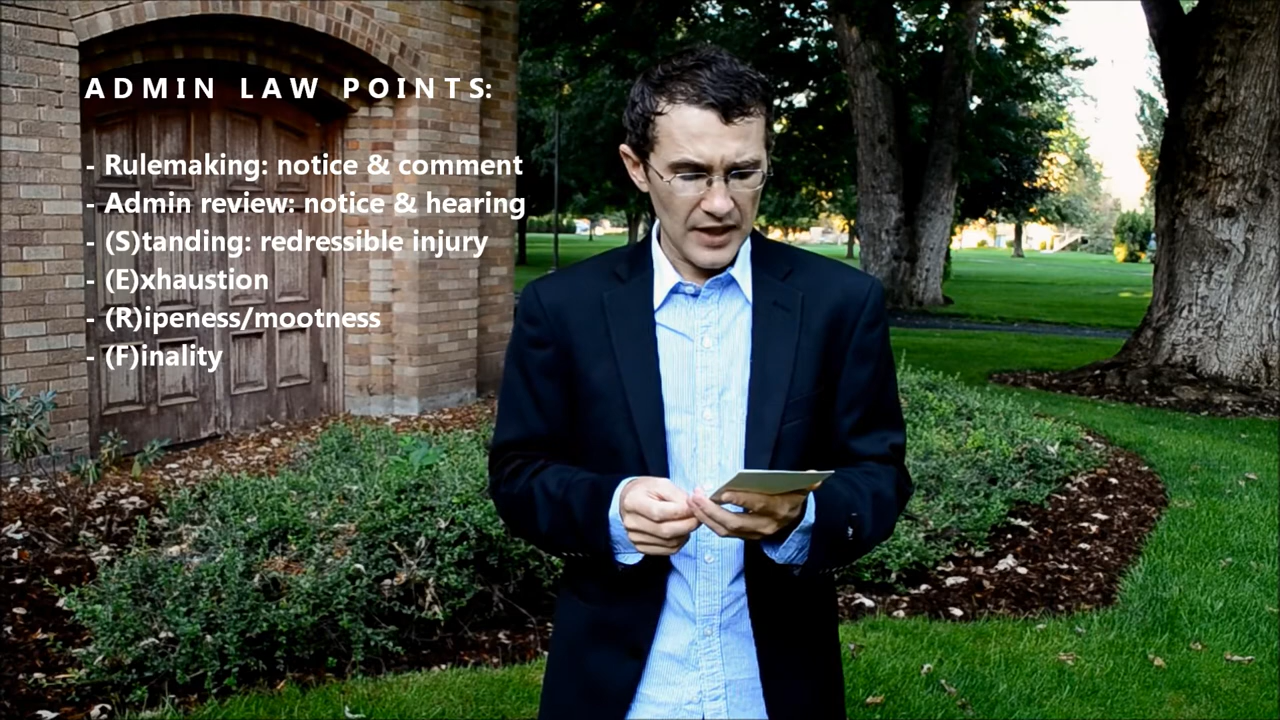 ADMIN LAW POINTS:
- Rulemaking: notice & comment
- Admin review: notice & hearing
- (S)tanding: redressible injury
- (E)xhaustion
- (R)ipeness/mootness
- (F)inality